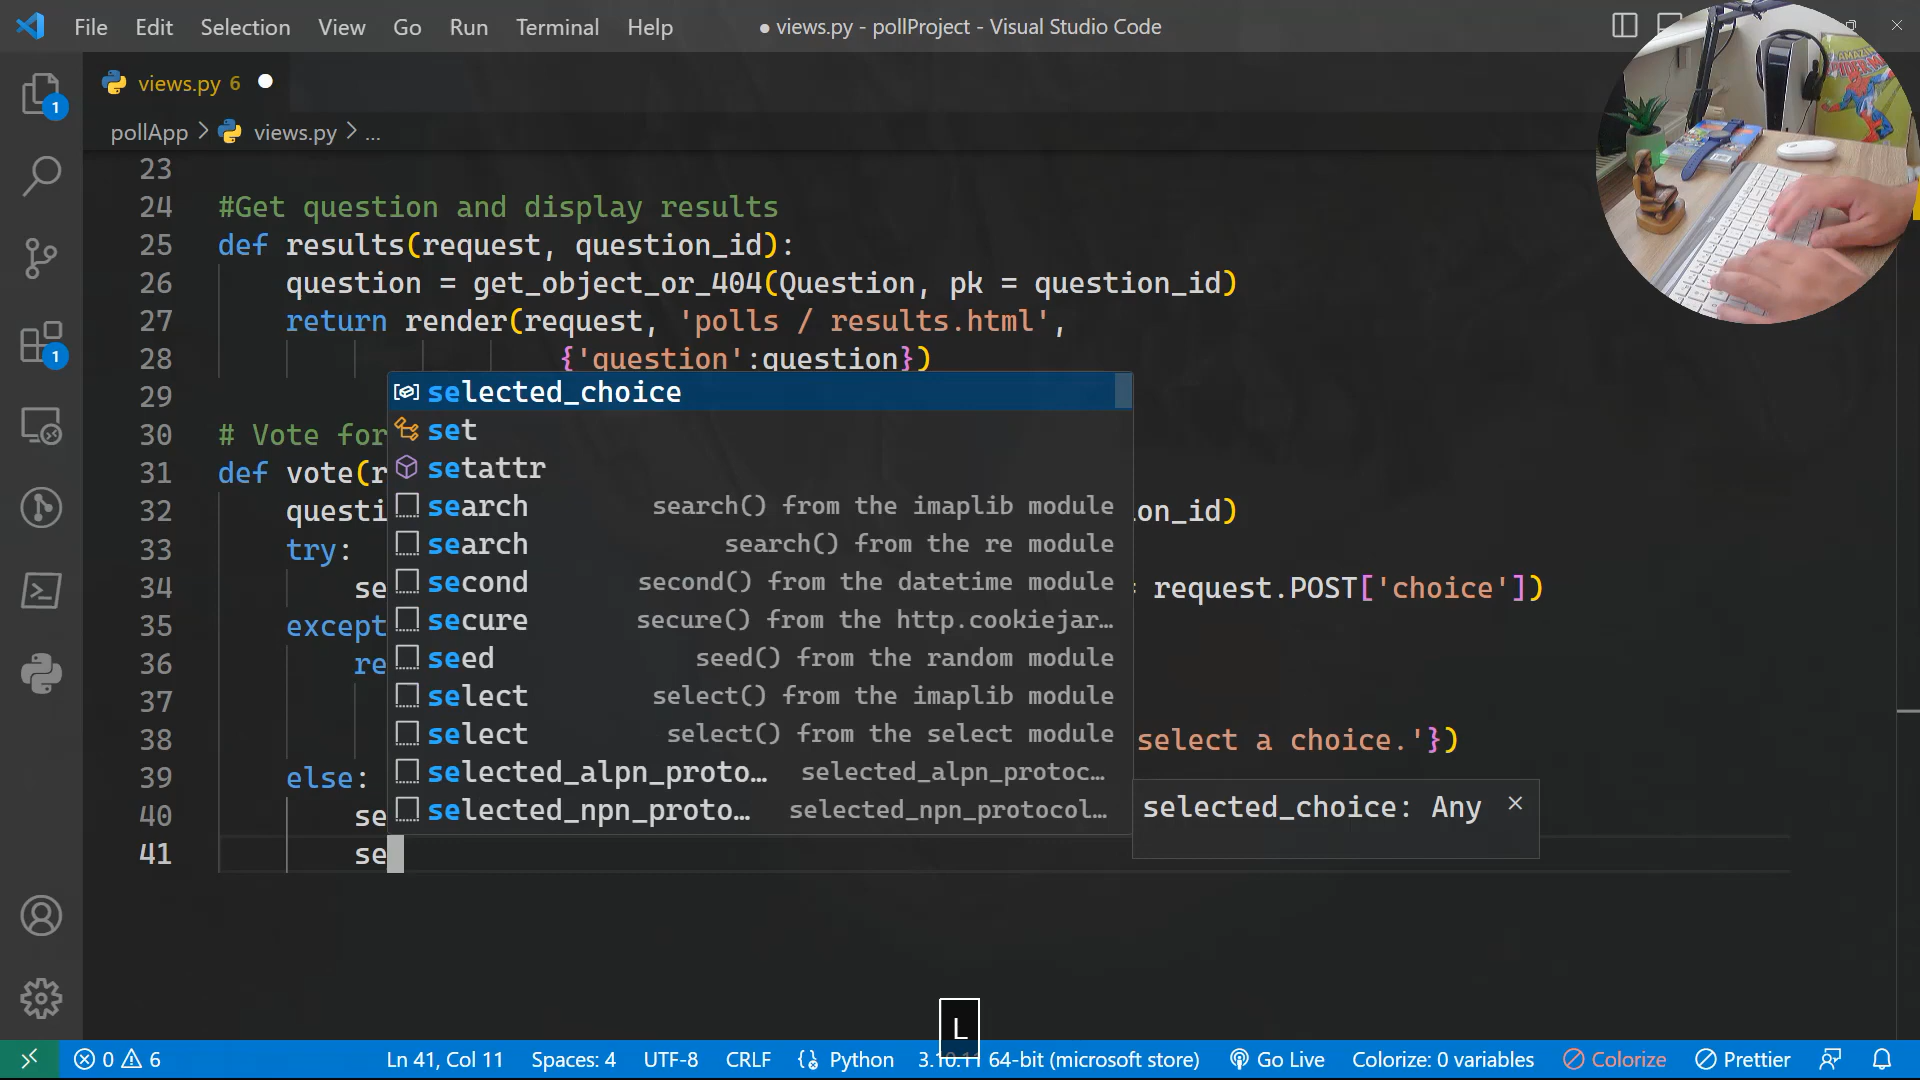 File Edit Selection View Go Run Terminal Help
● views.py - pollProject - Visual Studio Code
views.py 6 ●
pollApp > views.py > ...
23
24 #Get question and display results
25 def results(request, question_id):
26 question = get_object_or_404(Question, pk = question_id)
27 return render(request, 'polls / results.html',
28 {'question':question})
29
30 # Vote for
31 def vote(r
32 questi on_id)
33 try:
34 se = request.POST['choice'])
35 except
36 re
37
38 select a choice.'})
39 else:
40 se
41 se
selected_choice
set
setattr
search search() from the imaplib module
search search() from the re module
second second() from the datetime module
secure secure() from the http.cookiejar…
seed seed() from the random module
select select() from the imaplib module
select select() from the select module
selected_alpn_proto… selected_alpn_protoc…
selected_npn_proto… selected_npn_protocol…
selected_choice: Any ×
1
1
AMAZING
L
0 6 Ln 41, Col 11 Spaces: 4 UTF-8 CRLF Python 3.10.11 64-bit (microsoft store) Go Live Colorize: 0 variables Colorize Prettier